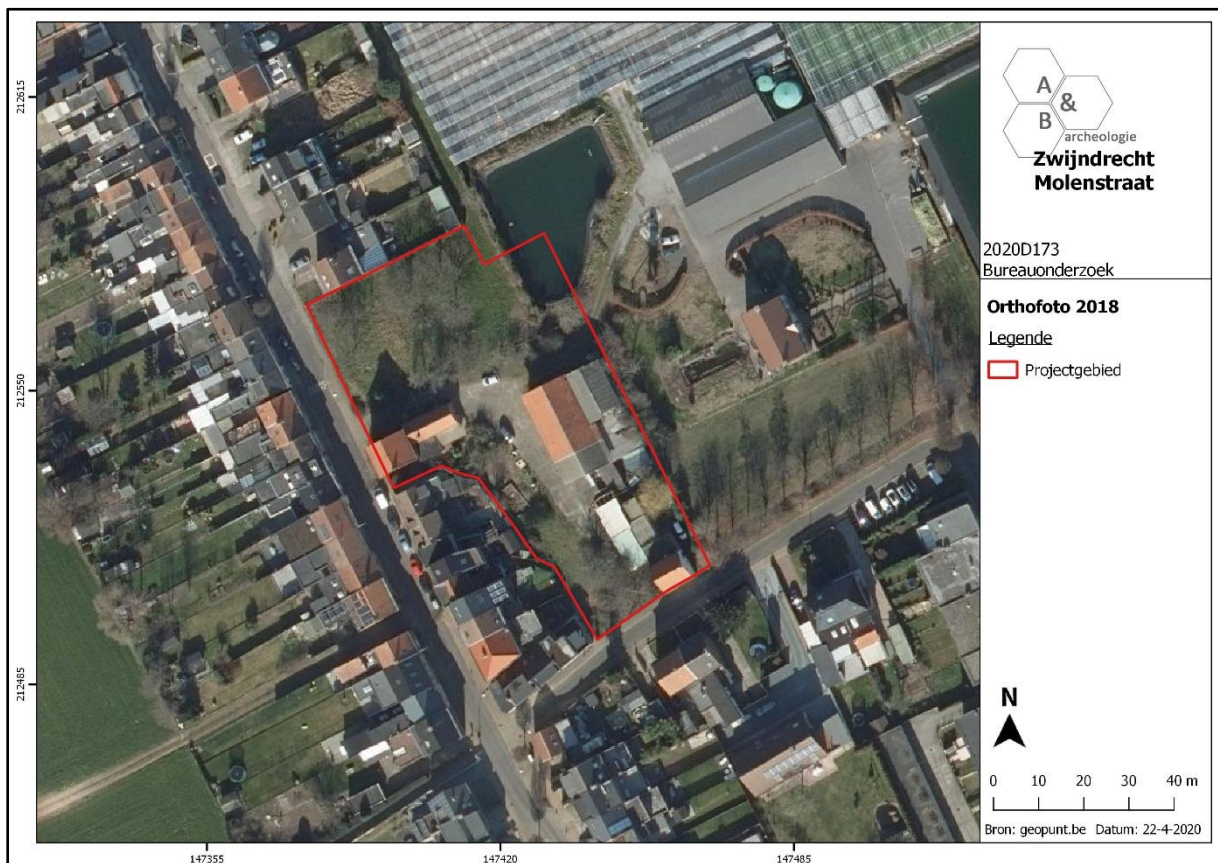 A
&
B
archeologie
Zwijndrecht
Molenstraat
2020D173
Bureauonderzoek
Orthofoto 2018
Legende
Projectgebied
N
0 10 20 30 40 m
Bron: geopunt.be Datum: 22-4-2020
212615
212550
212485
147355 147420 147485